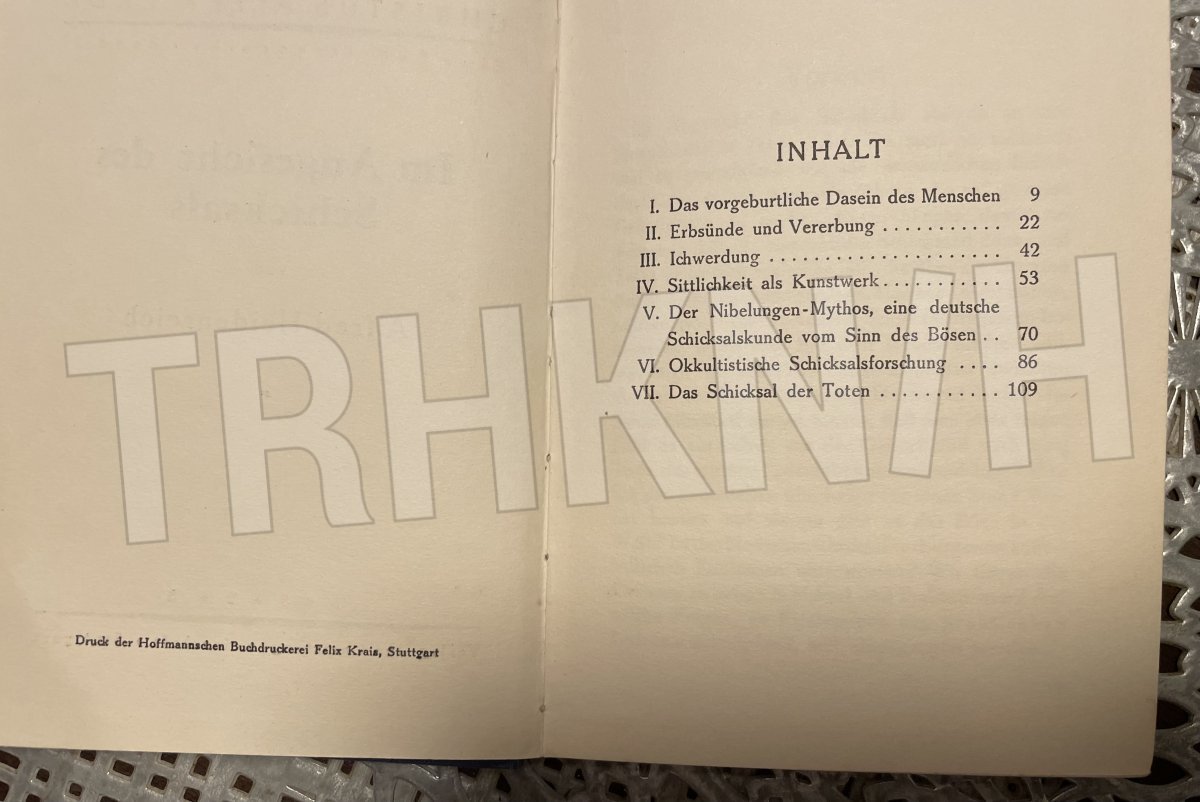 INHALT
I. Das vorgeburtliche Dasein des Menschen 9
II. Erbsünde und Vererbung ........... 22
III. Ichwerdung ..................... 42
IV. Sittlichkeit als Kunstwerk........... 53
V. Der Nibelungen-Mythos, eine deutsche
Schicksalskunde vom Sinn des Bösen .. 70
VI. Okkultistische Schicksalsforschung .... 86
VII. Das Schicksal der Toten ........... 109
TRHKN/H
Druck der Hoffmannschen Buchdruckerei Felix Krais, Stuttgart